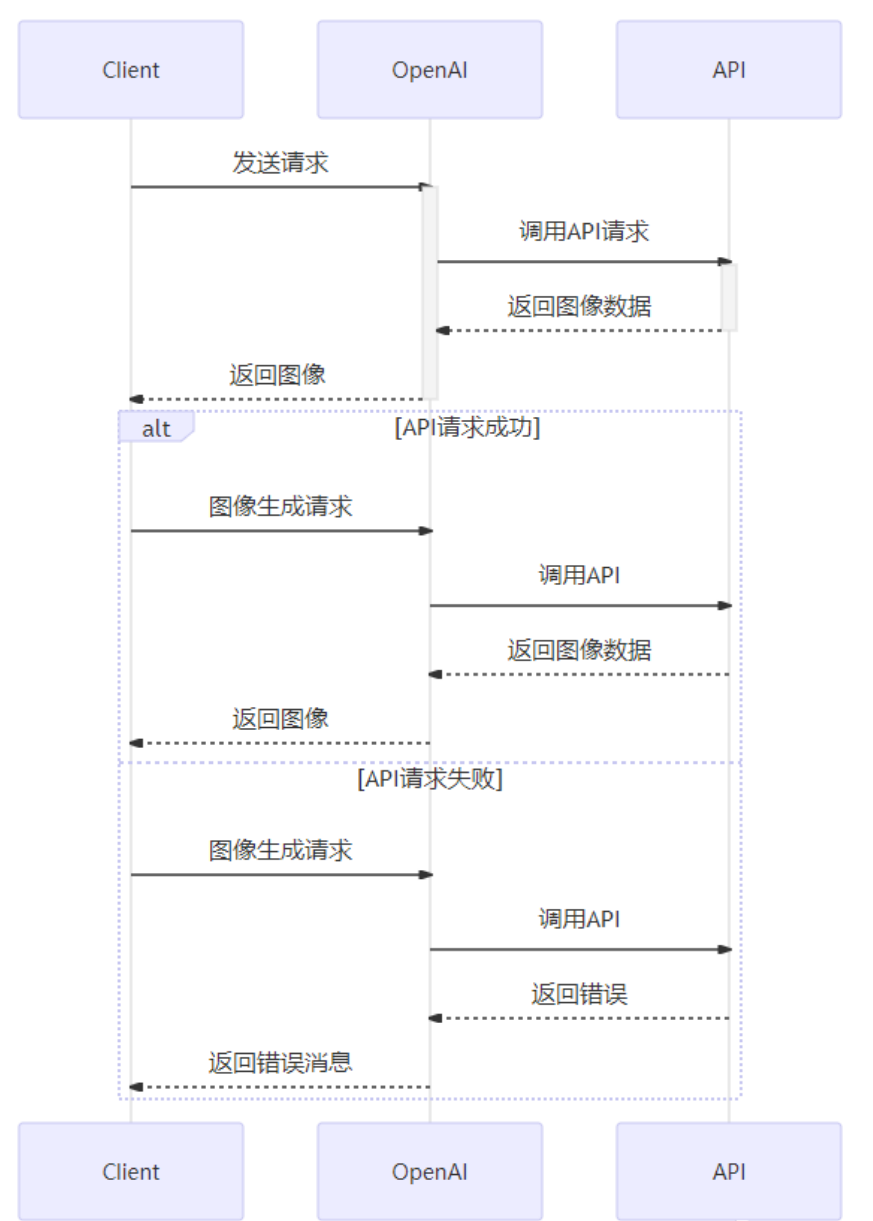 Client
OpenAI
API
发送请求
调用API请求
返回图像数据
返回图像
alt
[API请求成功]
图像生成请求
调用API
返回图像数据
返回图像
[API请求失败]
图像生成请求
调用API
返回错误
返回错误消息
Client
OpenAI
API